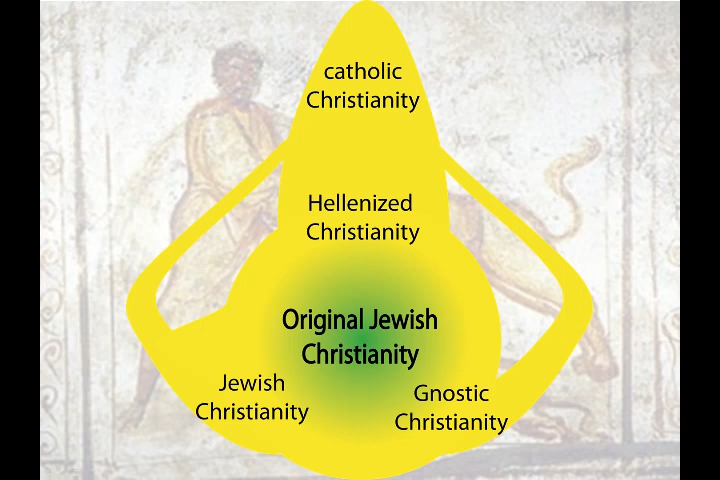 catholic
Christianity
Hellenized
Christianity
Original Jewish
Christianity
Jewish
Christianity
Gnostic
Christianity